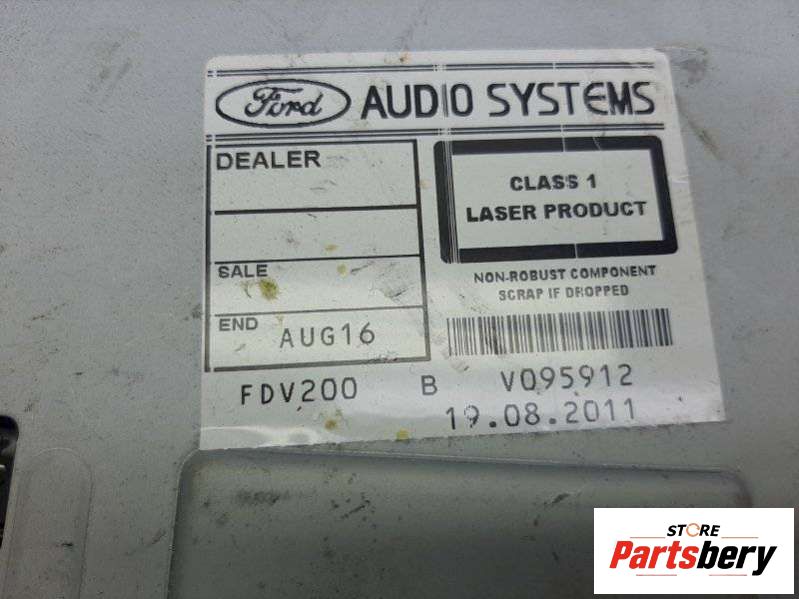 Ford AUDIO SYSTEMS
DEALER
CLASS 1
LASER PRODUCT
SALE
NON-ROBUST COMPONENT
SCRAP IF DROPPED
END AUG16
FDV200 B V095912
19.08.2011
STORE
Partsbery